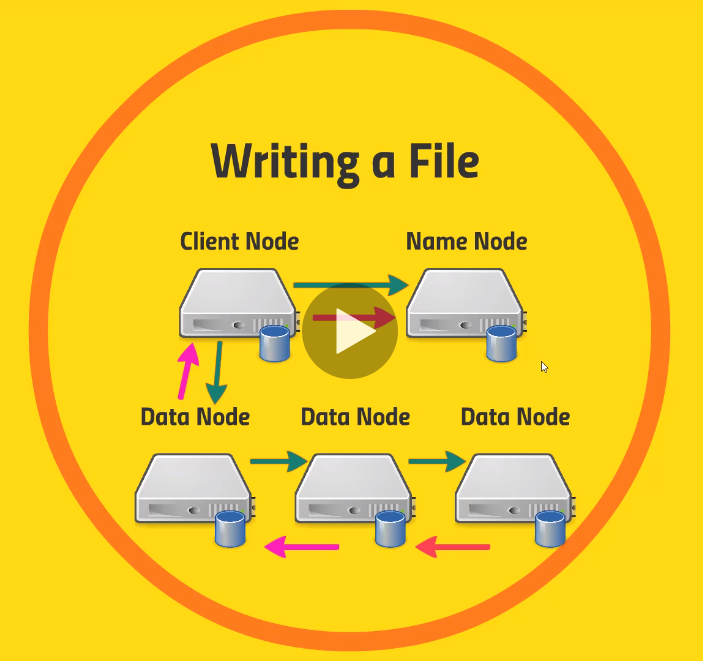 Writing a File
Client Node
Name Node
Data Node
Data Node
Data Node